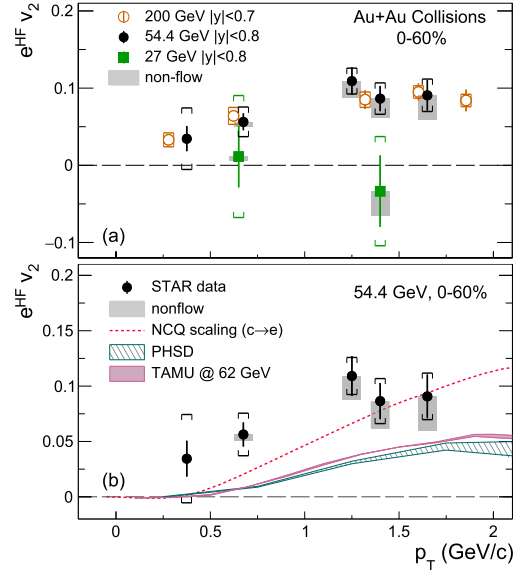 200 GeV |y|<0.7
54.4 GeV |y|<0.8
27 GeV |y|<0.8
non-flow
Au+Au Collisions
0-60%
e^HF v_2
0.2
0.1
0
−0.1
(a)
STAR data
nonflow
NCQ scaling (c→e)
PHSD
TAMU @ 62 GeV
54.4 GeV, 0-60%
e^HF v_2
0.2
0.15
0.1
0.05
0
(b)
0 0.5 1 1.5 2
p_T (GeV/c)